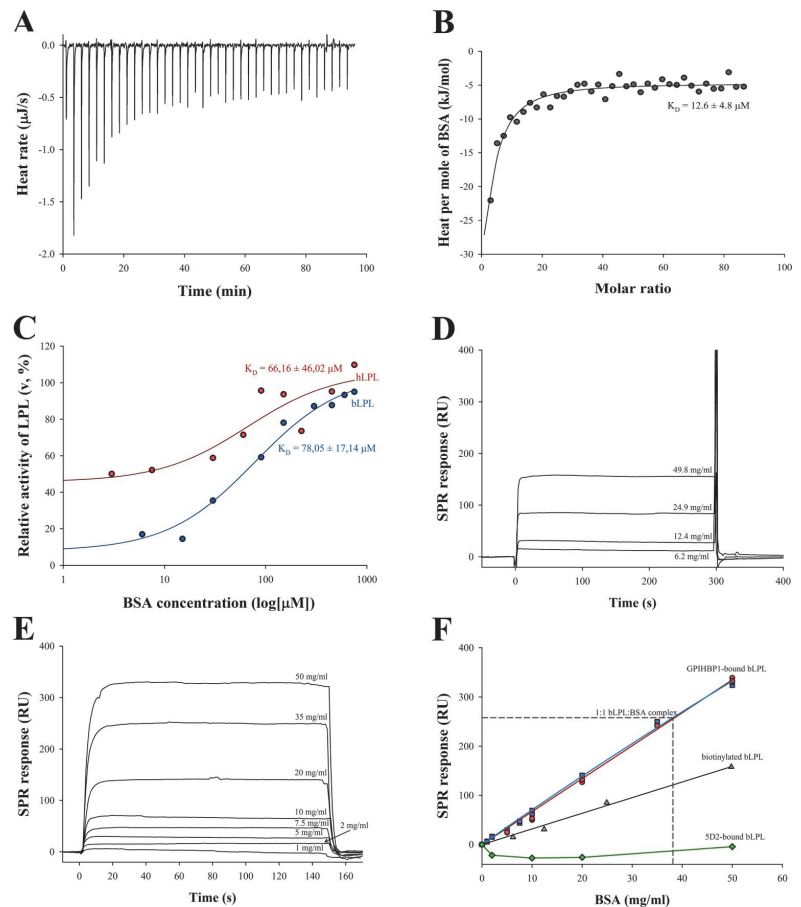 A
Heat rate (μJ/s)
0.0
-0.5
-1.0
-1.5
-2.0
0
20
40
60
80
100
Time (min)
B
Heat per mole of BSA (kJ/mol)
0
-5
-10
-15
-20
-25
-30
K_D = 12.6 ± 4.8 μM
0
20
40
60
80
100
Molar ratio
C
Relative activity of LPL (v, %)
120
100
80
60
40
20
0
K_D = 66,16 ± 46,02 μM
hLPL
bLPL
K_D = 78,05 ± 17,14 μM
1
10
100
1000
BSA concentration (log[μM])
D
SPR response (RU)
400
300
200
100
0
49.8 mg/ml
24.9 mg/ml
12.4 mg/ml
6.2 mg/ml
0
100
200
300
400
Time (s)
E
SPR response (RU)
400
300
200
100
0
50 mg/ml
35 mg/ml
20 mg/ml
10 mg/ml
7.5 mg/ml
5 mg/ml
2 mg/ml
1 mg/ml
0
20
40
60
80
100
120
140
160
Time (s)
F
SPR response (RU)
400
300
200
100
0
GPIHBP1-bound bLPL
1:1 bLPL:BSA complex
biotinylated bLPL
5D2-bound bLPL
0
10
20
30
40
50
60
BSA (mg/ml)